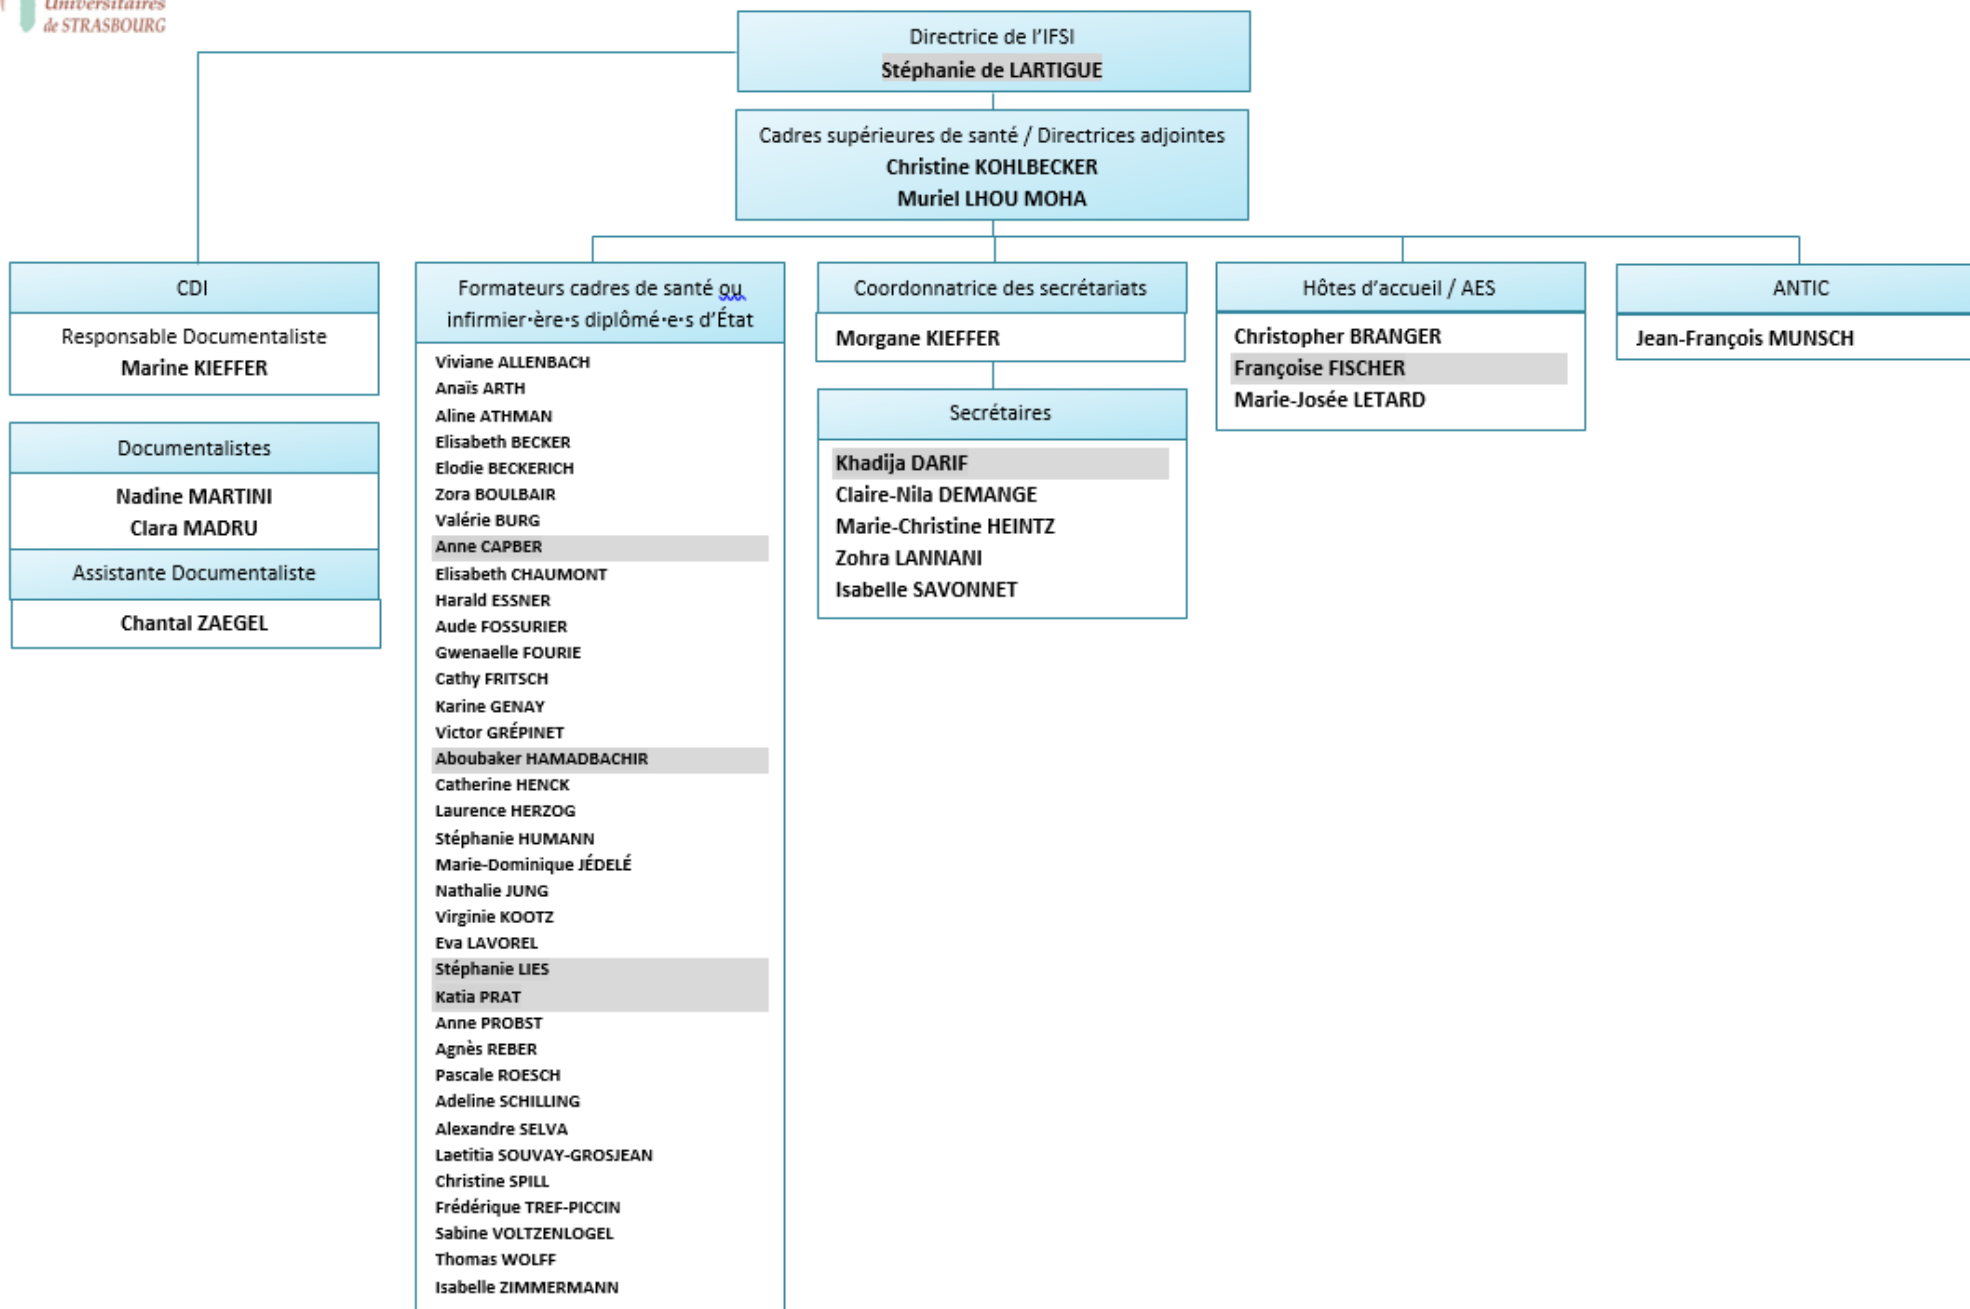 Universitaires
de STRASBOURG
Directrice de l'IFSI
Stéphanie de LARTIGUE
Cadres supérieures de santé / Directrices adjointes
Christine KOHLBECKER
Muriel LHOU MOHA
CDI
Responsable Documentaliste
Marine KIEFFER
Documentalistes
Nadine MARTINI
Clara MADRU
Assistante Documentaliste
Chantal ZAEGEL
Formateurs cadres de santé ou
infirmier·ère·s diplômé·e·s d'État
Viviane ALLENBACH
Anaïs ARTH
Aline ATHMAN
Elisabeth BECKER
Elodie BECKERICH
Zora BOULBAIR
Valérie BURG
Anne CAPBER
Elisabeth CHAUMONT
Harald ESSNER
Aude FOSSURIER
Gwenaelle FOURIE
Cathy FRITSCH
Karine GENAY
Victor GRÉPINET
Aboubaker HAMADBACHIR
Catherine HENCK
Laurence HERZOG
Stéphanie HUMANN
Marie-Dominique JÉDELÉ
Nathalie JUNG
Virginie KOOTZ
Eva LAVOREL
Stéphanie LIES
Katia PRAT
Anne PROBST
Agnès REBER
Pascale ROESCH
Adeline SCHILLING
Alexandre SELVA
Laetitia SOUVAY-GROSJEAN
Christine SPILL
Frédérique TREF-PICCIN
Sabine VOLTZENLOGEL
Thomas WOLFF
Isabelle ZIMMERMANN
Coordonnatrice des secrétariats
Morgane KIEFFER
Secrétaires
Khadija DARIF
Claire-Nila DEMANGE
Marie-Christine HEINTZ
Zohra LANNANI
Isabelle SAVONNET
Hôtes d'accueil / AES
Christopher BRANGER
Françoise FISCHER
Marie-Josée LETARD
ANTIC
Jean-François MUNSCH